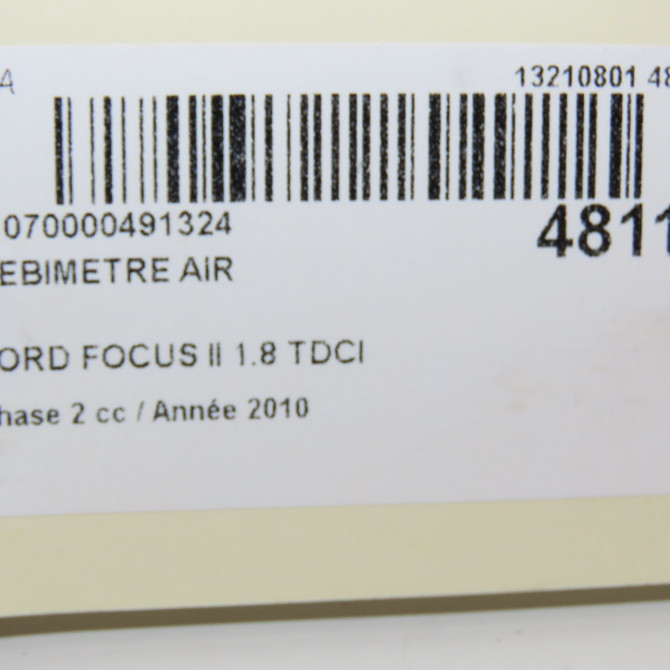 A 13210801 48
070000491324 4811
EBIMETRE AIR
ORD FOCUS II 1.8 TDCI
hase 2 cc / Année 2010